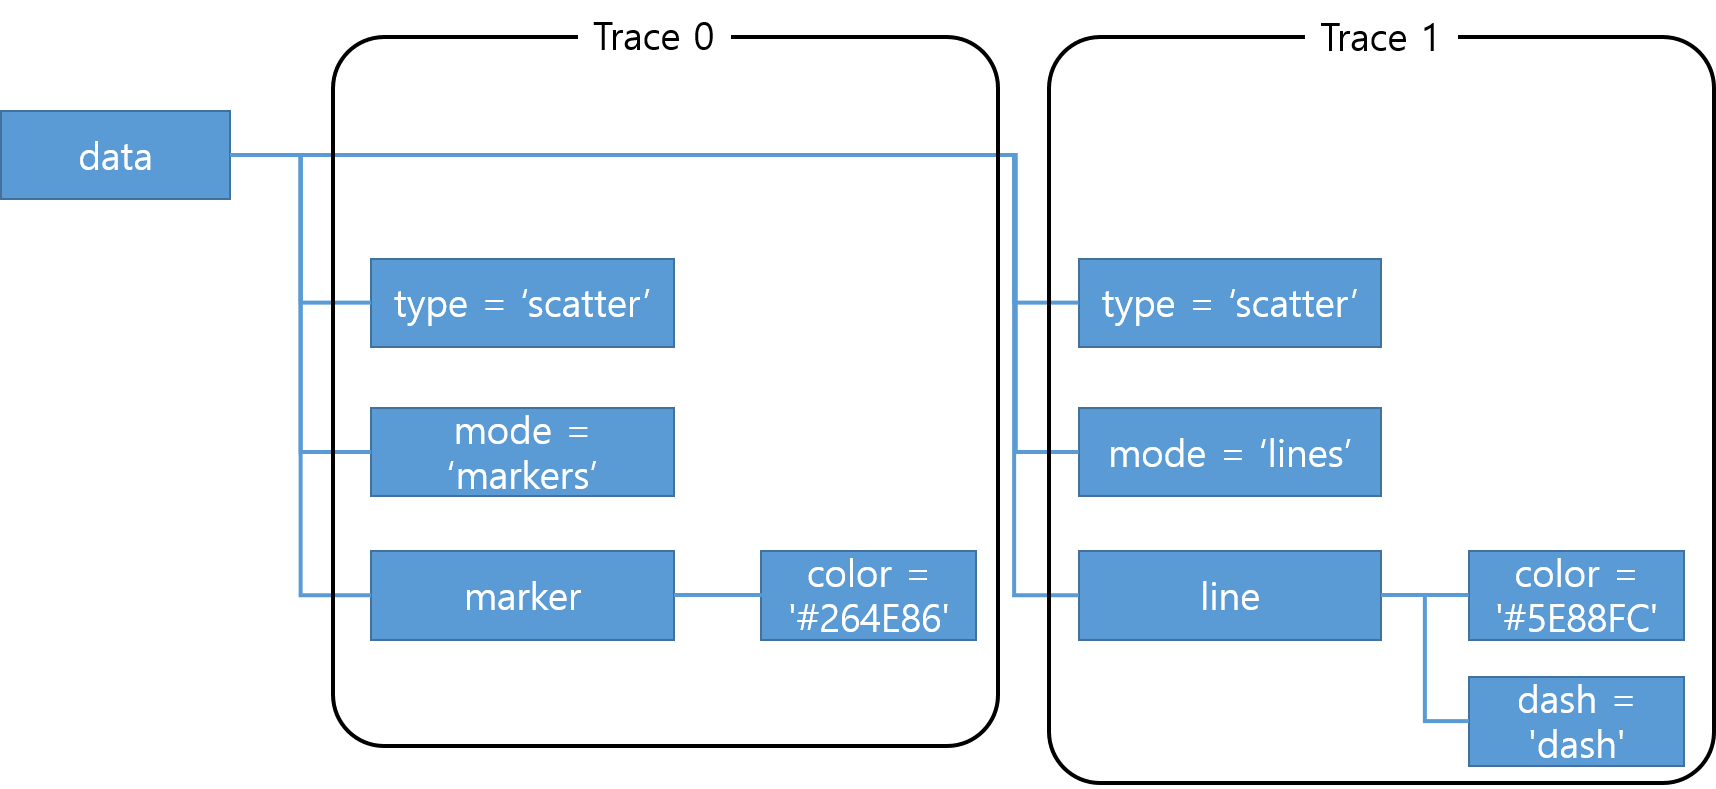 Trace 0
Trace 1
data
type = ‘scatter’
mode =
‘markers’
marker
color =
'#264E86'
type = ‘scatter’
mode = ‘lines’
line
color =
'#5E88FC'
dash =
'dash'